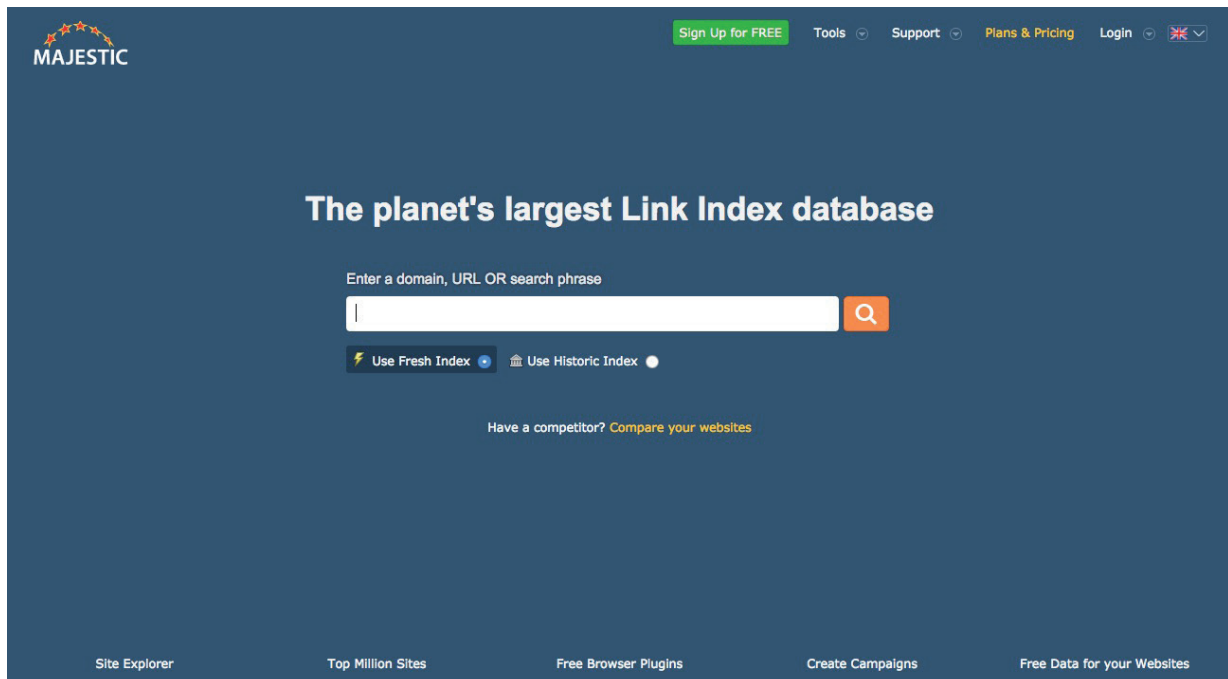 MAJESTIC
Sign Up for FREE Tools Support Plans & Pricing Login
The planet's largest Link Index database
Enter a domain, URL OR search phrase
Use Fresh Index Use Historic Index
Have a competitor? Compare your websites
Site Explorer Top Million Sites Free Browser Plugins Create Campaigns Free Data for your Websites